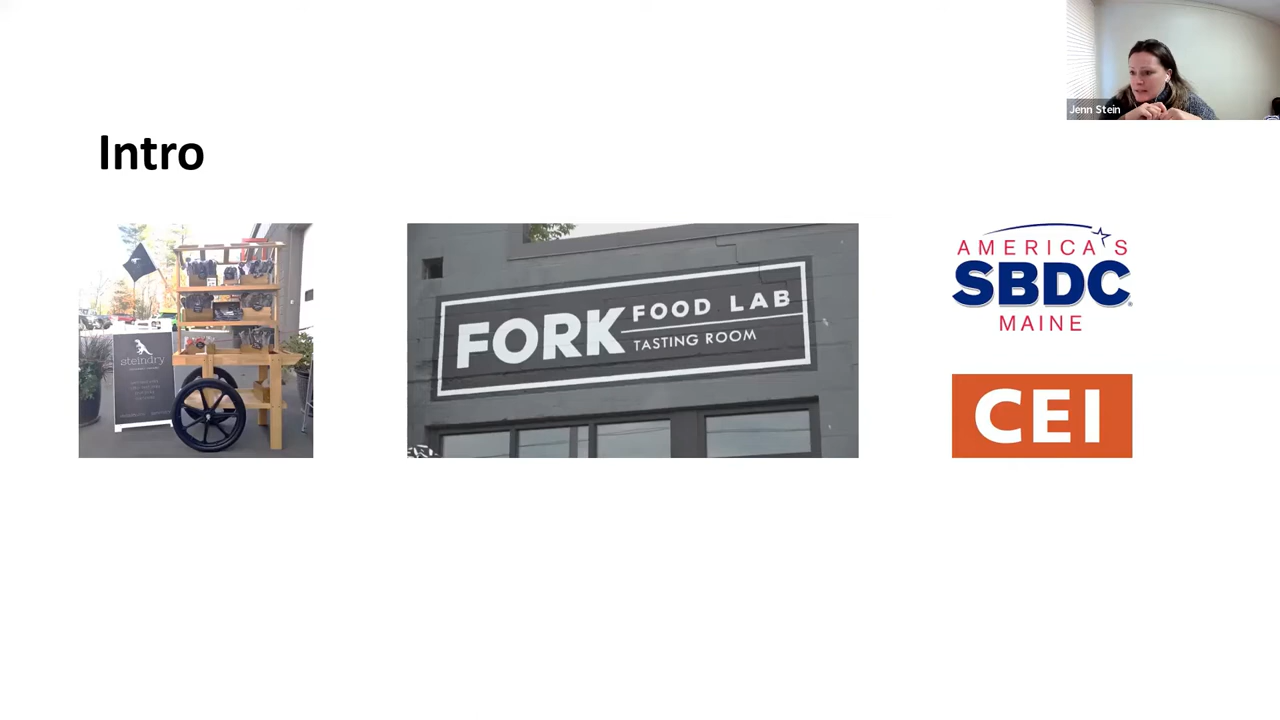 Jenn Stein
Intro
steindry
FORK
FOOD LAB
TASTING ROOM
AMERICA'S
SBDC
MAINE
CEI